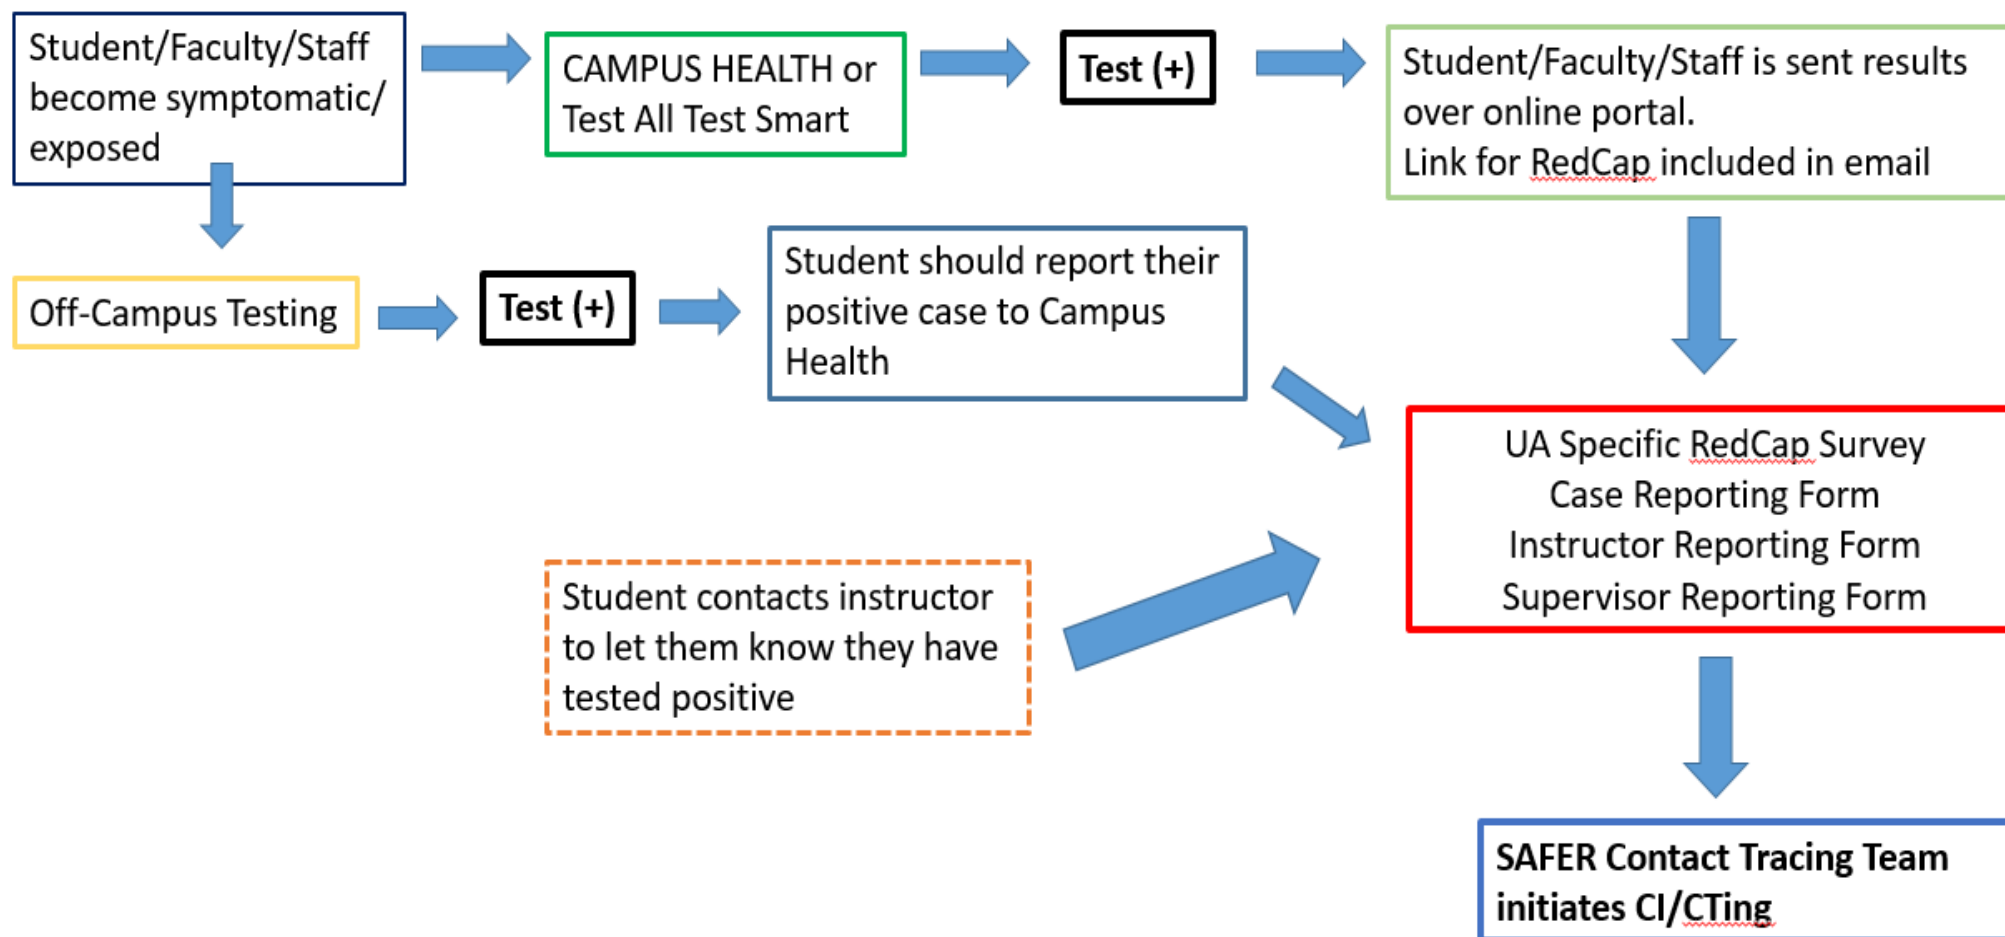 Student/Faculty/Staff
become symptomatic/
exposed
CAMPUS HEALTH or
Test All Test Smart
Test (+)
Student/Faculty/Staff is sent results
over online portal.
Link for RedCap included in email
Off-Campus Testing
Test (+)
Student should report their
positive case to Campus
Health
UA Specific RedCap Survey
Case Reporting Form
Instructor Reporting Form
Supervisor Reporting Form
Student contacts instructor
to let them know they have
tested positive
SAFER Contact Tracing Team
initiates CI/CTing